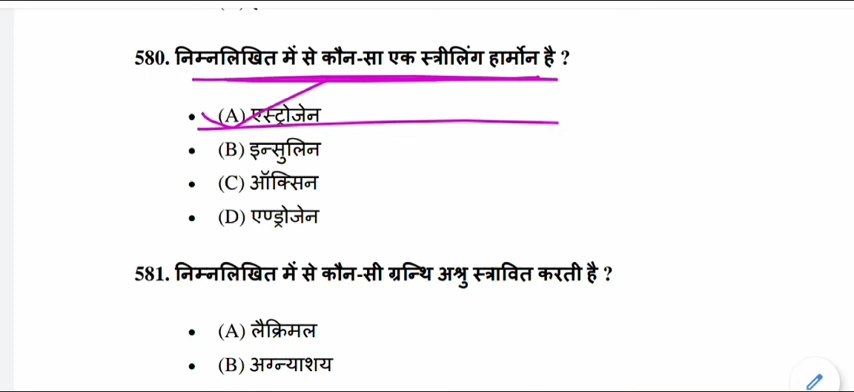 580. निम्नलिखित में से कौन-सा एक स्त्रीलिंग हार्मोन है ?
• (A) एस्ट्रोजेन
• (B) इन्सुलिन
• (C) ऑक्सिन
• (D) एण्ड्रोजेन
581. निम्नलिखित में से कौन-सी ग्रन्थि अश्रु स्त्रावित करती है ?
• (A) लैक्रिमल
• (B) अग्न्याशय